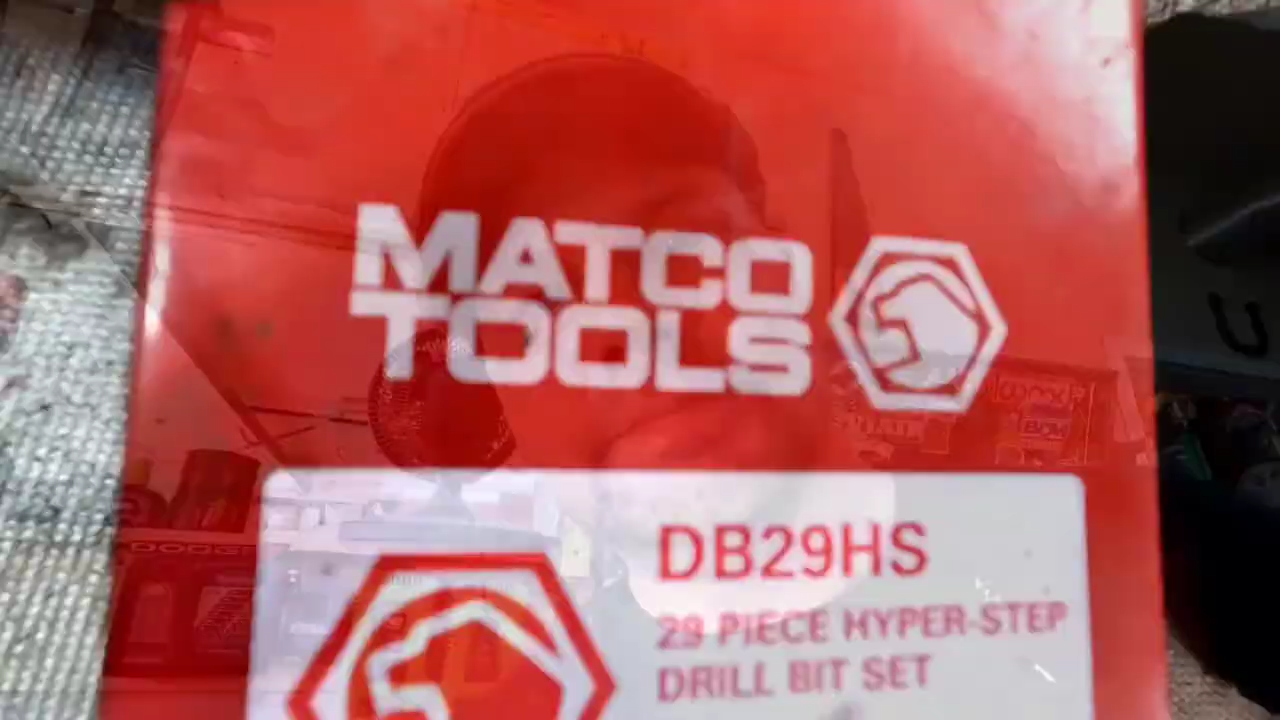 MATCO
TOOLS
DB29HS
29 PIECE HYPER-STEP
DRILL BIT SET